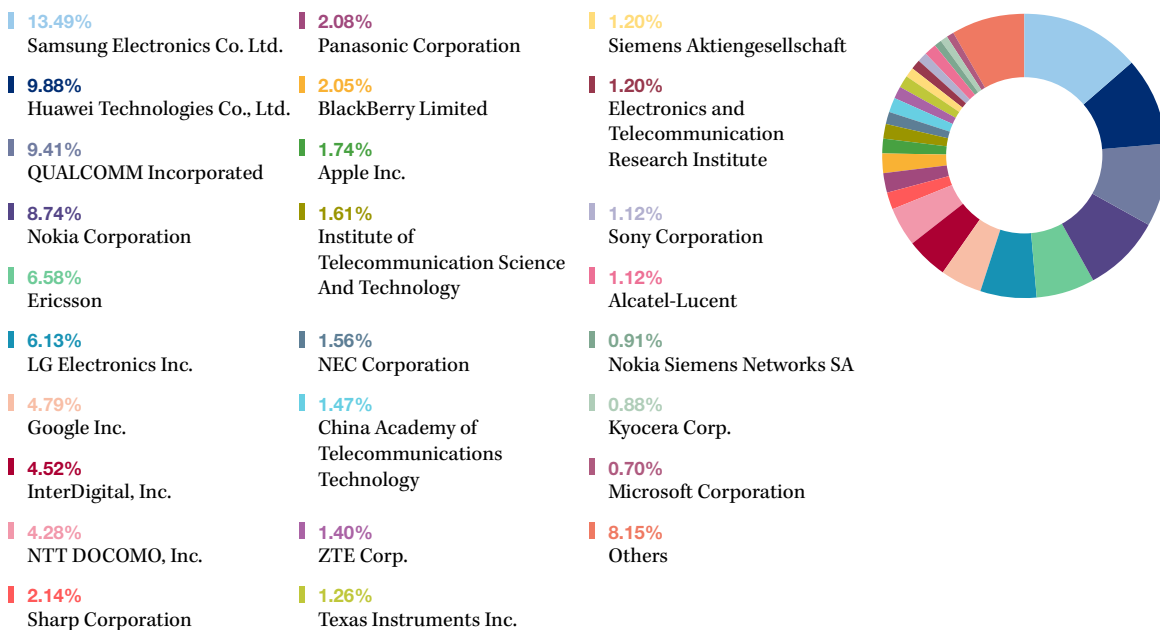 13.49%
Samsung Electronics Co. Ltd.
9.88%
Huawei Technologies Co., Ltd.
9.41%
QUALCOMM Incorporated
8.74%
Nokia Corporation
6.58%
Ericsson
6.13%
LG Electronics Inc.
4.79%
Google Inc.
4.52%
InterDigital, Inc.
4.28%
NTT DOCOMO, Inc.
2.14%
Sharp Corporation
2.08%
Panasonic Corporation
2.05%
BlackBerry Limited
1.74%
Apple Inc.
1.61%
Institute of
Telecommunication Science
And Technology
1.56%
NEC Corporation
1.47%
China Academy of
Telecommunications
Technology
1.40%
ZTE Corp.
1.26%
Texas Instruments Inc.
1.20%
Siemens Aktiengesellschaft
1.20%
Electronics and
Telecommunication
Research Institute
1.12%
Sony Corporation
1.12%
Alcatel-Lucent
0.91%
Nokia Siemens Networks SA
0.88%
Kyocera Corp.
0.70%
Microsoft Corporation
8.15%
Others